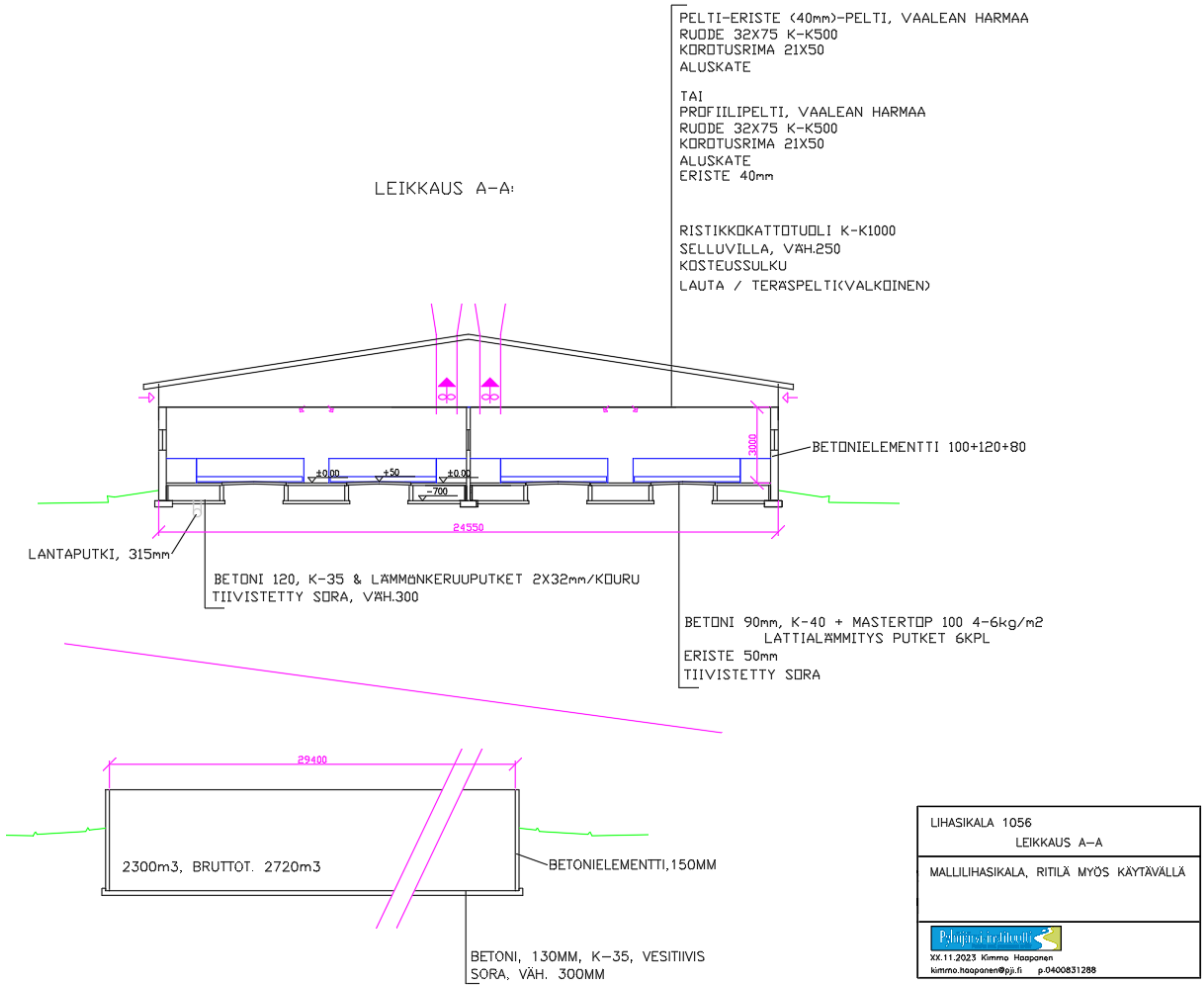 PELTI-ERISTE (40mm)-PELTI, VAALEAN HARMAA
RUODE 32X75 K-K500
KOROTUSRIMA 21X50
ALUSKATE
TAI
PROFIILIPELTI, VAALEAN HARMAA
RUODE 32X75 K-K500
KOROTUSRIMA 21X50
ALUSKATE
ERISTE 40mm
LEIKKAUS A-A:
RISTIKKOKATTOTUOLI K-K1000
SELLUVILLA, VÄH.250
KOSTEUSSULKU
LAUTA / TERÄSPELTI(VALKOINEN)
3000
BETONIELEMENTTI 100+120+80
±0.00
+50
±0.00
-700
24550
LANTAPUTKI, 315mm
BETONI 120, K-35 & LÄMMÖNKERUUPUTKET 2X32mm/KOURU
TIIVISTETTY SORA, VÄH.300
BETONI 90mm, K-40 + MASTERTOP 100 4-6kg/m2
LATTIALÄMMITYS PUTKET 6KPL
ERISTE 50mm
TIIVISTETTY SORA
29400
2300m3, BRUTTOT. 2720m3
BETONIELEMENTTI,150MM
BETONI, 130MM, K-35, VESITIIVIS
SORA, VÄH. 300MM
LIHASIKALA 1056
LEIKKAUS A-A
MALLILIHASIKALA, RITILÄ MYÖS KÄYTÄVÄLLÄ
XX.11.2023 Kimmo Haapanen
kimmo.haapanen@pji.fi p.0400831288